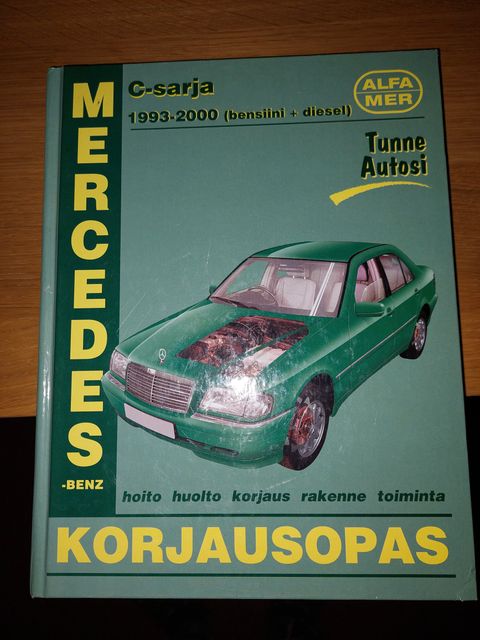 MERCEDES
-BENZ
C-sarja
1993-2000 (bensiini + diesel)
ALFA
MER
Tunne
Autosi
hoito huolto korjaus rakenne toiminta
KORJAUSOPAS